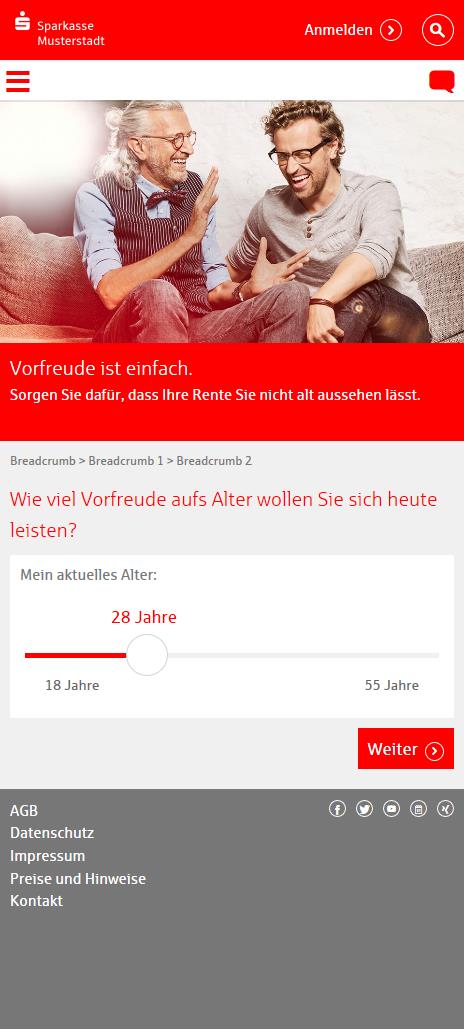 Sparkasse
Musterstadt
Anmelden
Vorfreude ist einfach.
Sorgen Sie dafür, dass Ihre Rente Sie nicht alt aussehen lässt.
Breadcrumb > Breadcrumb 1 > Breadcrumb 2
Wie viel Vorfreude aufs Alter wollen Sie sich heute
leisten?
Mein aktuelles Alter:
28 Jahre
18 Jahre 55 Jahre
Weiter
AGB
Datenschutz
Impressum
Preise und Hinweise
Kontakt